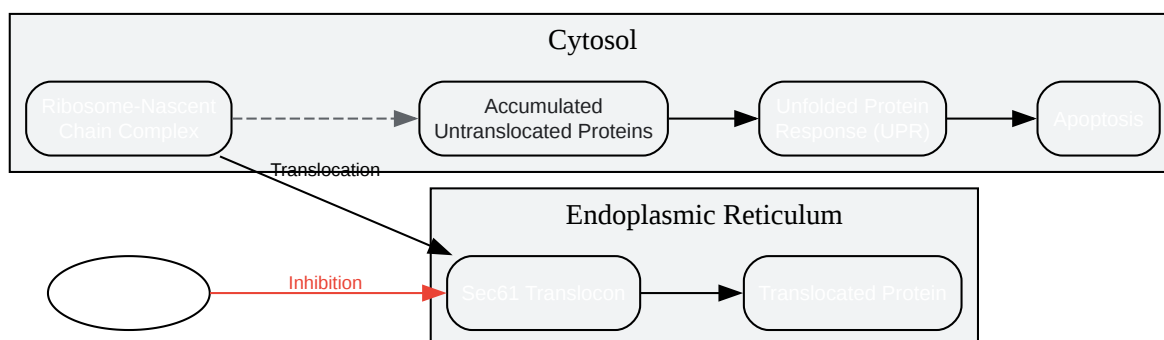 Cytosol
Ribosome-Nascent
Chain Complex
Accumulated
Untranslocated Proteins
Unfolded Protein
Response (UPR)
Apoptosis
Translocation
Endoplasmic Reticulum
Inhibition
Sec61 Translocon
Translocated Protein